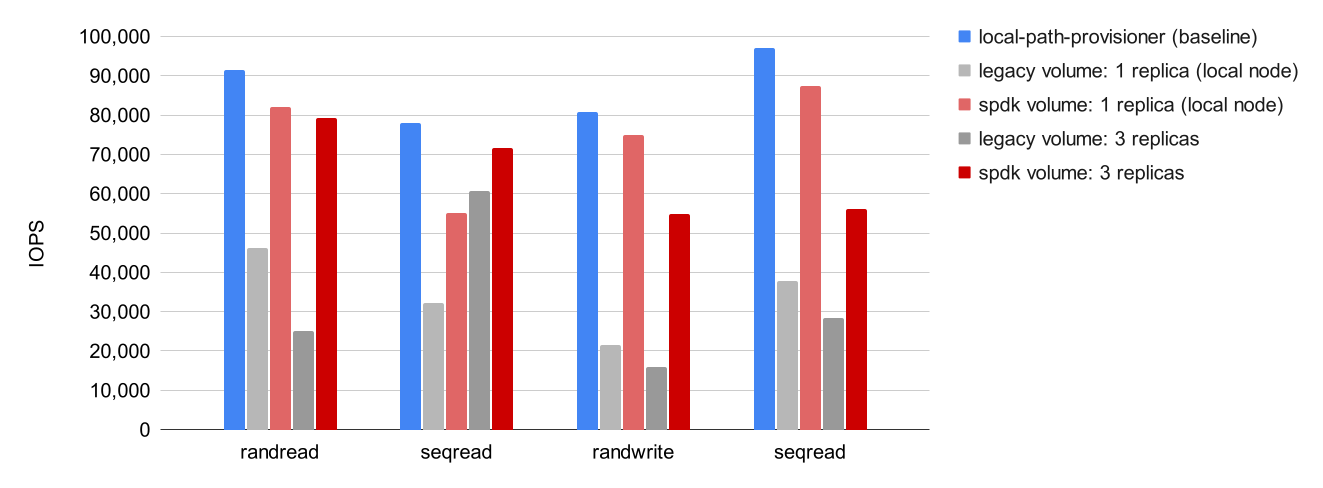 100,000
90,000
80,000
70,000
60,000
50,000
40,000
30,000
20,000
10,000
0
IOPS
randread
seqread
randwrite
seqread
local-path-provisioner (baseline)
legacy volume: 1 replica (local node)
spdk volume: 1 replica (local node)
legacy volume: 3 replicas
spdk volume: 3 replicas